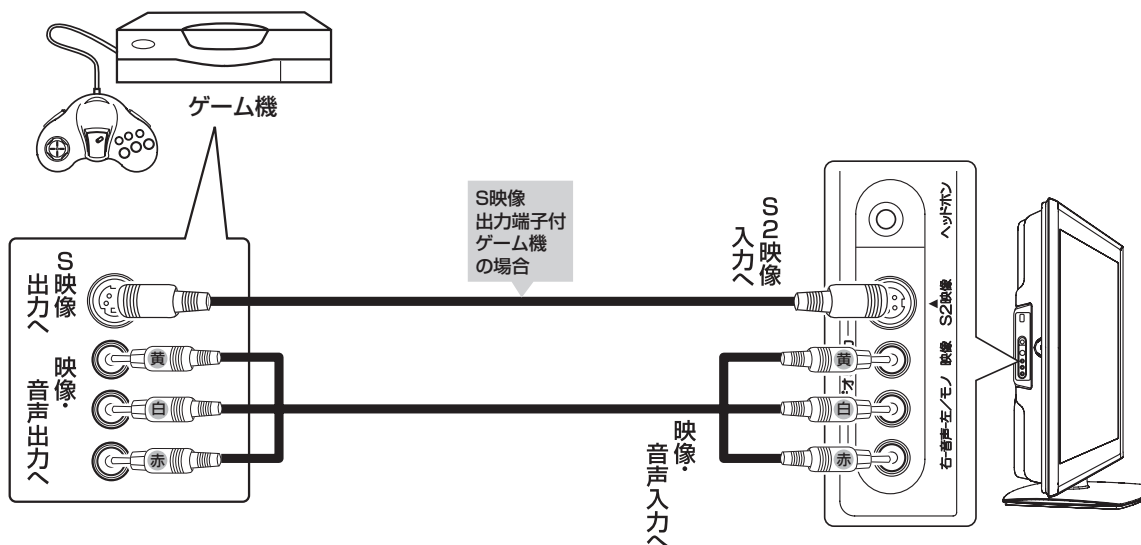 ゲーム機
S映像
出力端子付
ゲーム機
の場合
S映像
出力へ
映像・
音声出力へ
黄
白
赤
S2映像
入力へ
映像・
音声入力へ
黄
白
赤
ヘッドホン
S2映像
映像
右-音声-左/モノ